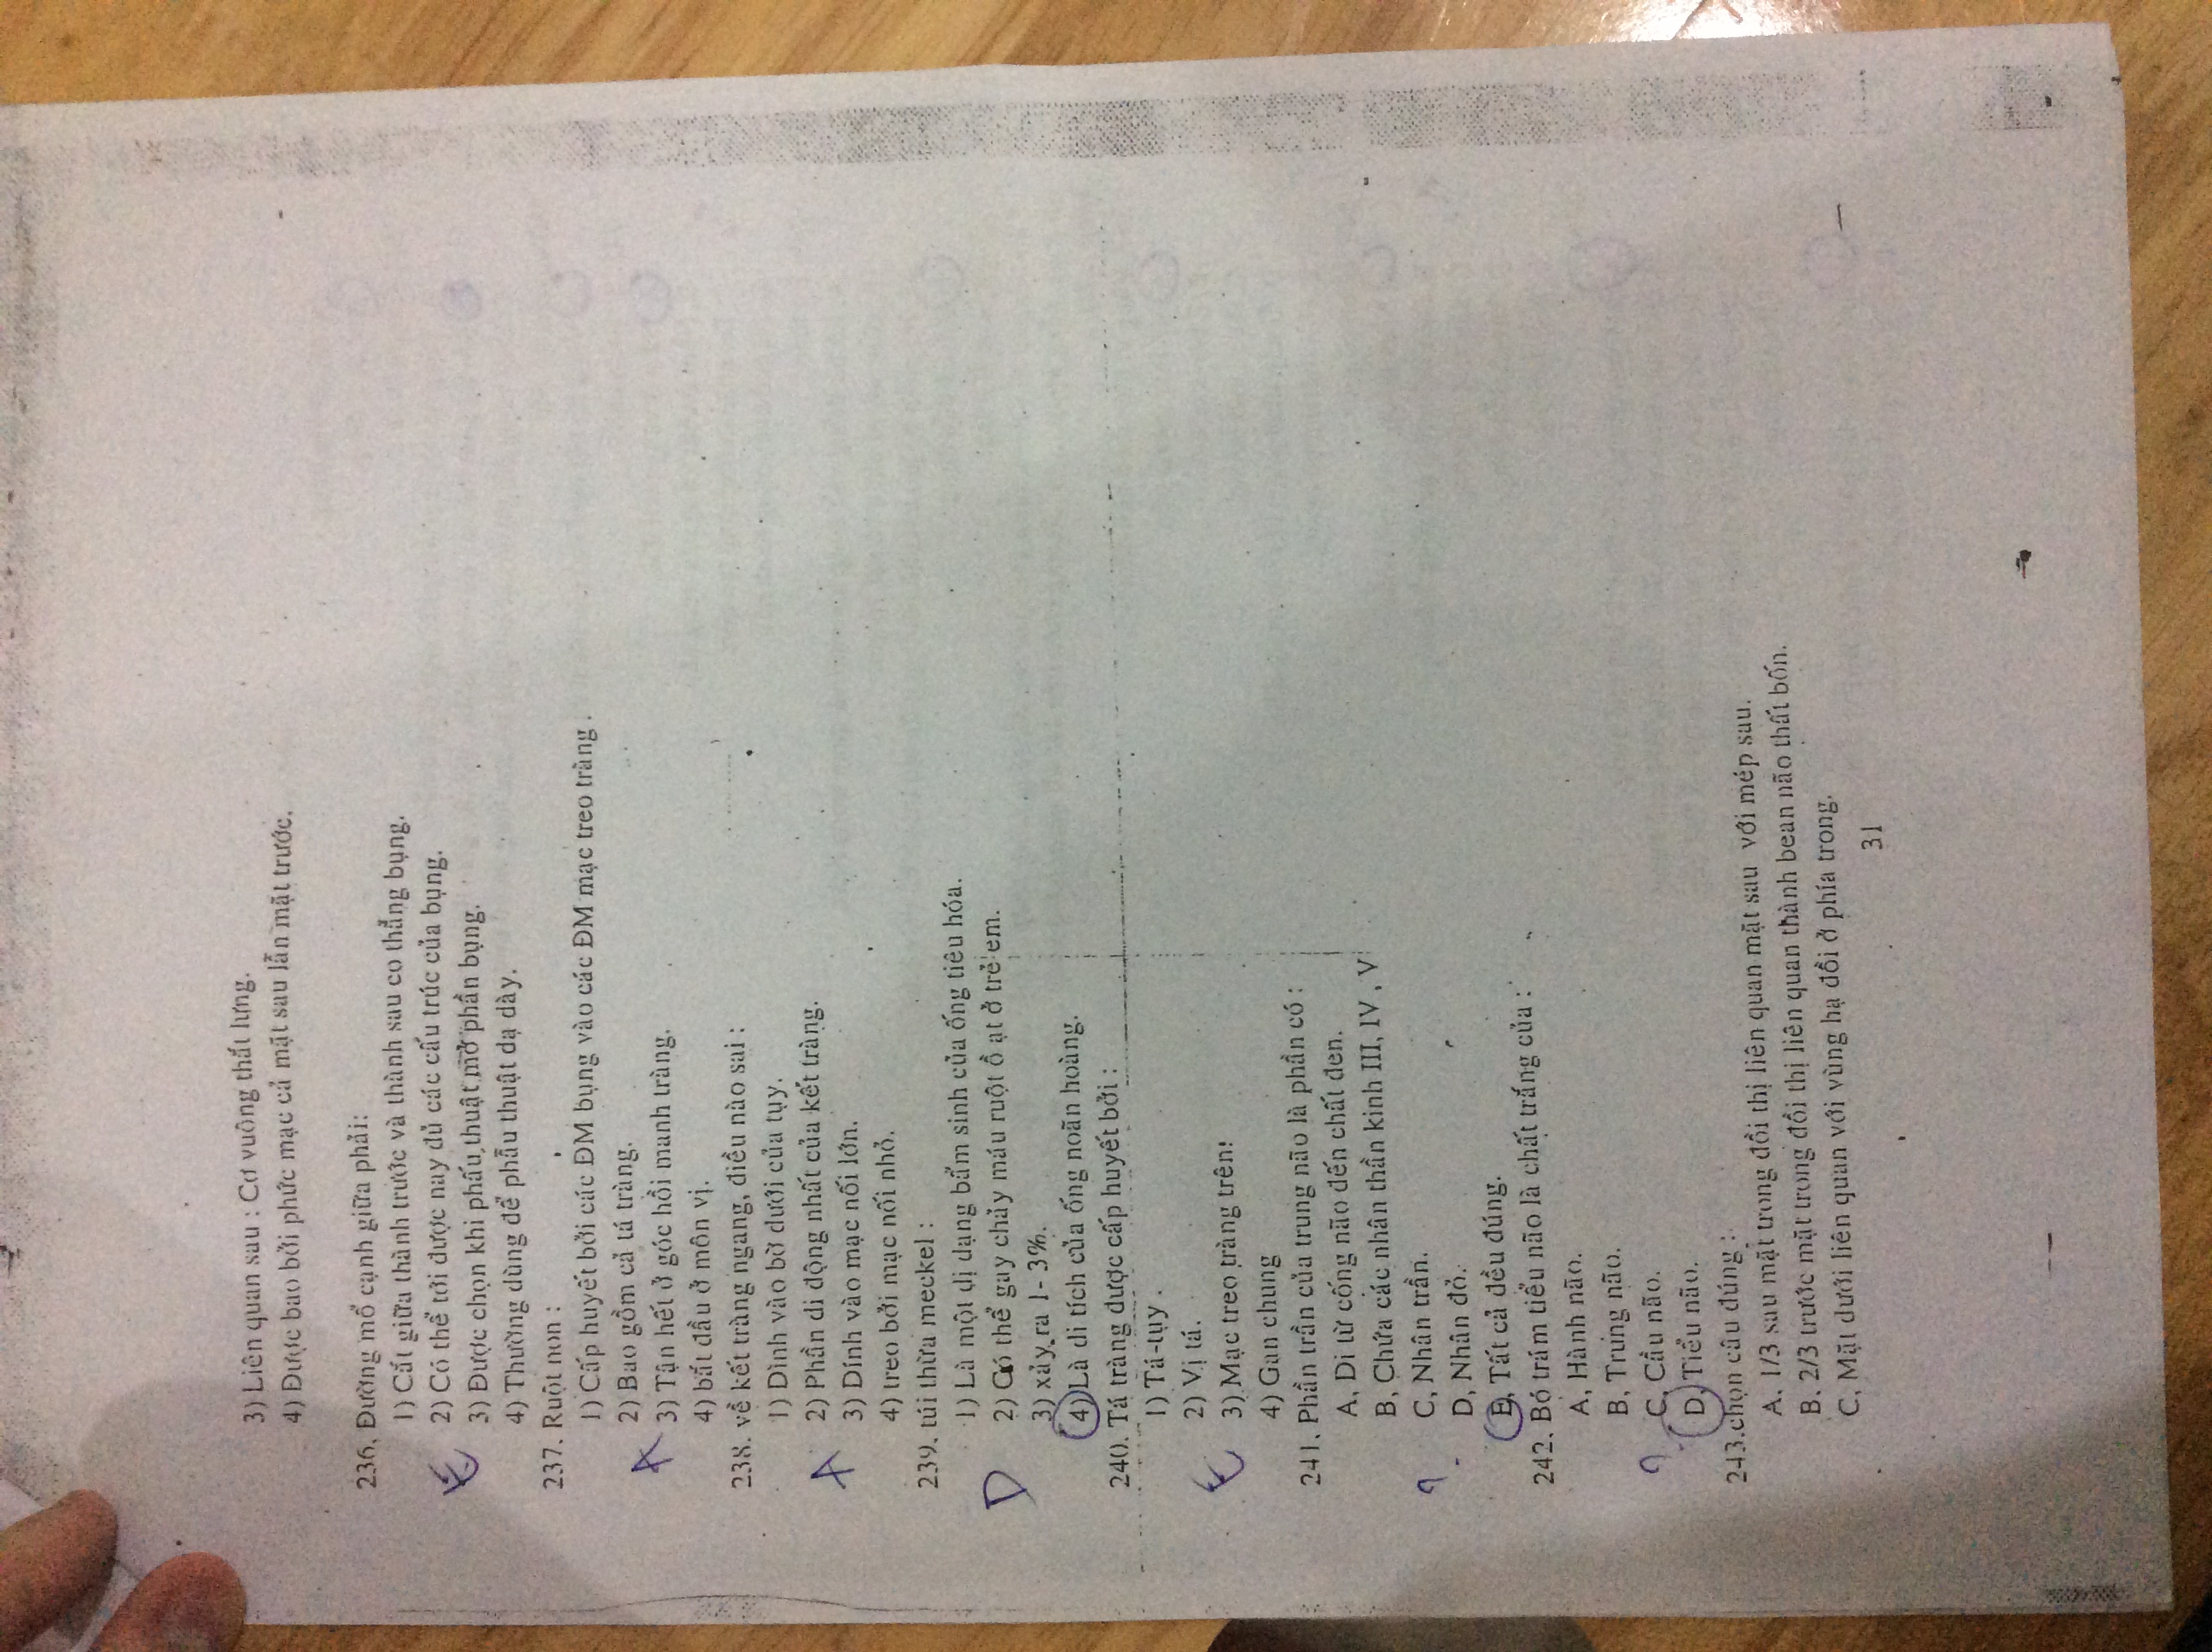 3) Liên quan sau : Cơ vuông thắt lưng.
4) Được bao bởi phức mạc cả mặt sau lẫn mặt trước.
236. Đường mổ cạnh giữa phải:
1) Cắt giữa thành trước và thành sau co thẳng bụng.
E 2) Có thể tới được nay đủ các cấu trúc của bụng.
3) Được chọn khi phấu thuật mở phần bụng.
4) Thường dùng để phẫu thuật dạ dày.
237. Ruột non :
1) Cấp huyết bởi các ĐM bụng vào các ĐM mạc treo tràng .
2) Bao gồm cả tá tràng.
A 3) Tận hết ở góc hồi manh tràng.
4) bắt đầu ở môn vị.
238. về kết tràng ngang, điều nào sai :
1) Dình vào bờ dưới của tụy.
A 2) Phần di động nhất của kết tràng.
3) Dính vào mạc nối lớn.
4) treo bởi mạc nối nhỏ.
239. túi thừa meckel :
1) Là một dị dạng bẩm sinh của ống tiêu hóa.
D 2) Có thể gay chảy máu ruột ồ ạt ở trẻ em.
3) xảy ra 1- 3%.
4) Là di tích của ống noãn hoàng.
240. Tá tràng được cấp huyết bởi :
1) Tá-tụy .
2) Vị tá.
E 3) Mạc treo tràng trên.
4) Gan chung
241. Phần trần của trung não là phần có :
A, Di từ cống não đến chất đen.
B, Chứa các nhân thần kinh III, IV , V
? C, Nhân trần.
D, Nhân đỏ.
E, Tất cả đều đúng.
242. Bó trám tiểu não là chất trắng của :
A, Hành não.
B, Trung não.
? C, Cầu não.
D, Tiểu não.
243.chọn câu đúng :
A. 1/3 sau mặt trong đồi thị liên quan mặt sau với mép sau.
B. 2/3 trước mặt trong đồi thị liên quan thành bean não thất bốn.
C, Mặt dưới liên quan với vùng hạ đồi ở phía trong.
31